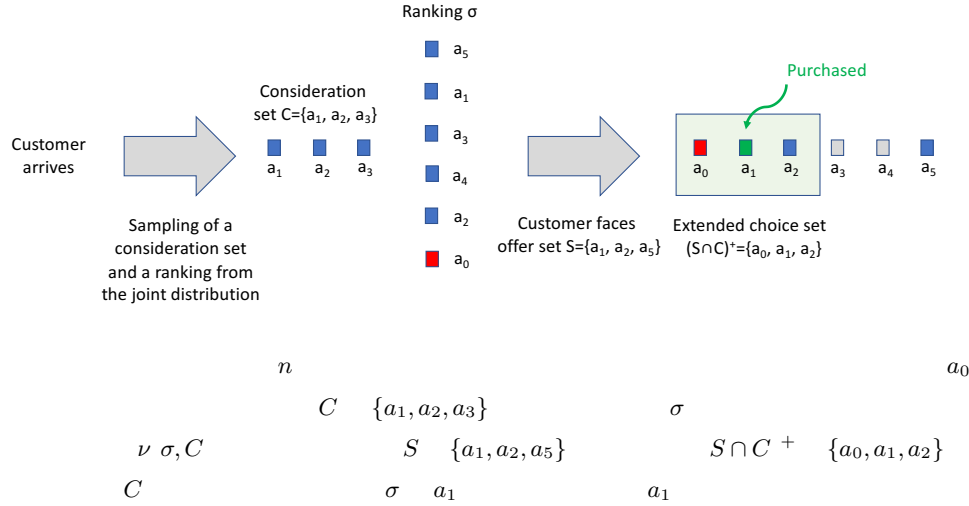 Ranking σ
a₅
a₁
a₃
a₄
a₂
a₀
Customer
arrives
Sampling of a
consideration set
and a ranking from
the joint distribution
Consideration
set C={a₁, a₂, a₃}
a₁ a₂ a₃
Customer faces
offer set S={a₁, a₂, a₅}
Purchased
a₀ a₁ a₂ a₃ a₄ a₅
Extended choice set
(S∩C)⁺={a₀, a₁, a₂}
n a₀
C {a₁, a₂, a₃} σ
ν σ, C S {a₁, a₂, a₅} S ∩ C ⁺ {a₀, a₁, a₂}
C σ a₁ a₁